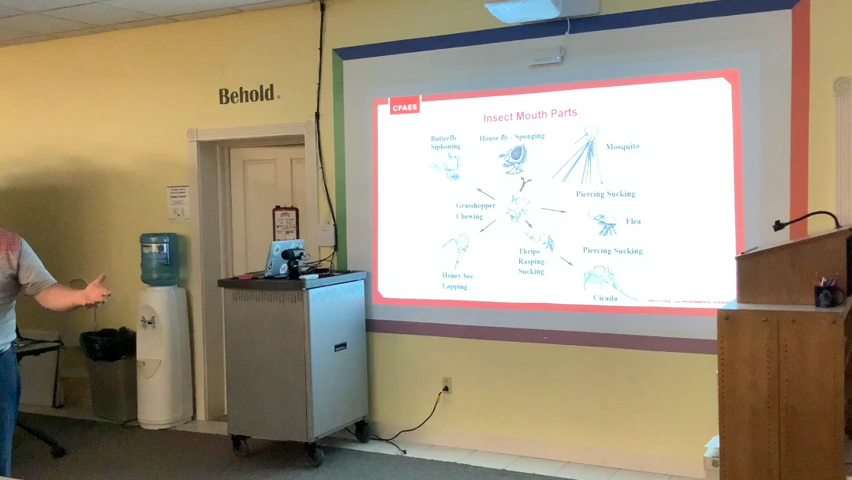 Behold.
CFAES
Insect Mouth Parts
Butterfly
Siphoning
House fly - Sponging
Mosquito
Piercing Sucking
Grasshopper
Chewing
Flea
Piercing Sucking
Thrips
Rasping
Sucking
Honey bee
Lapping
Cicada